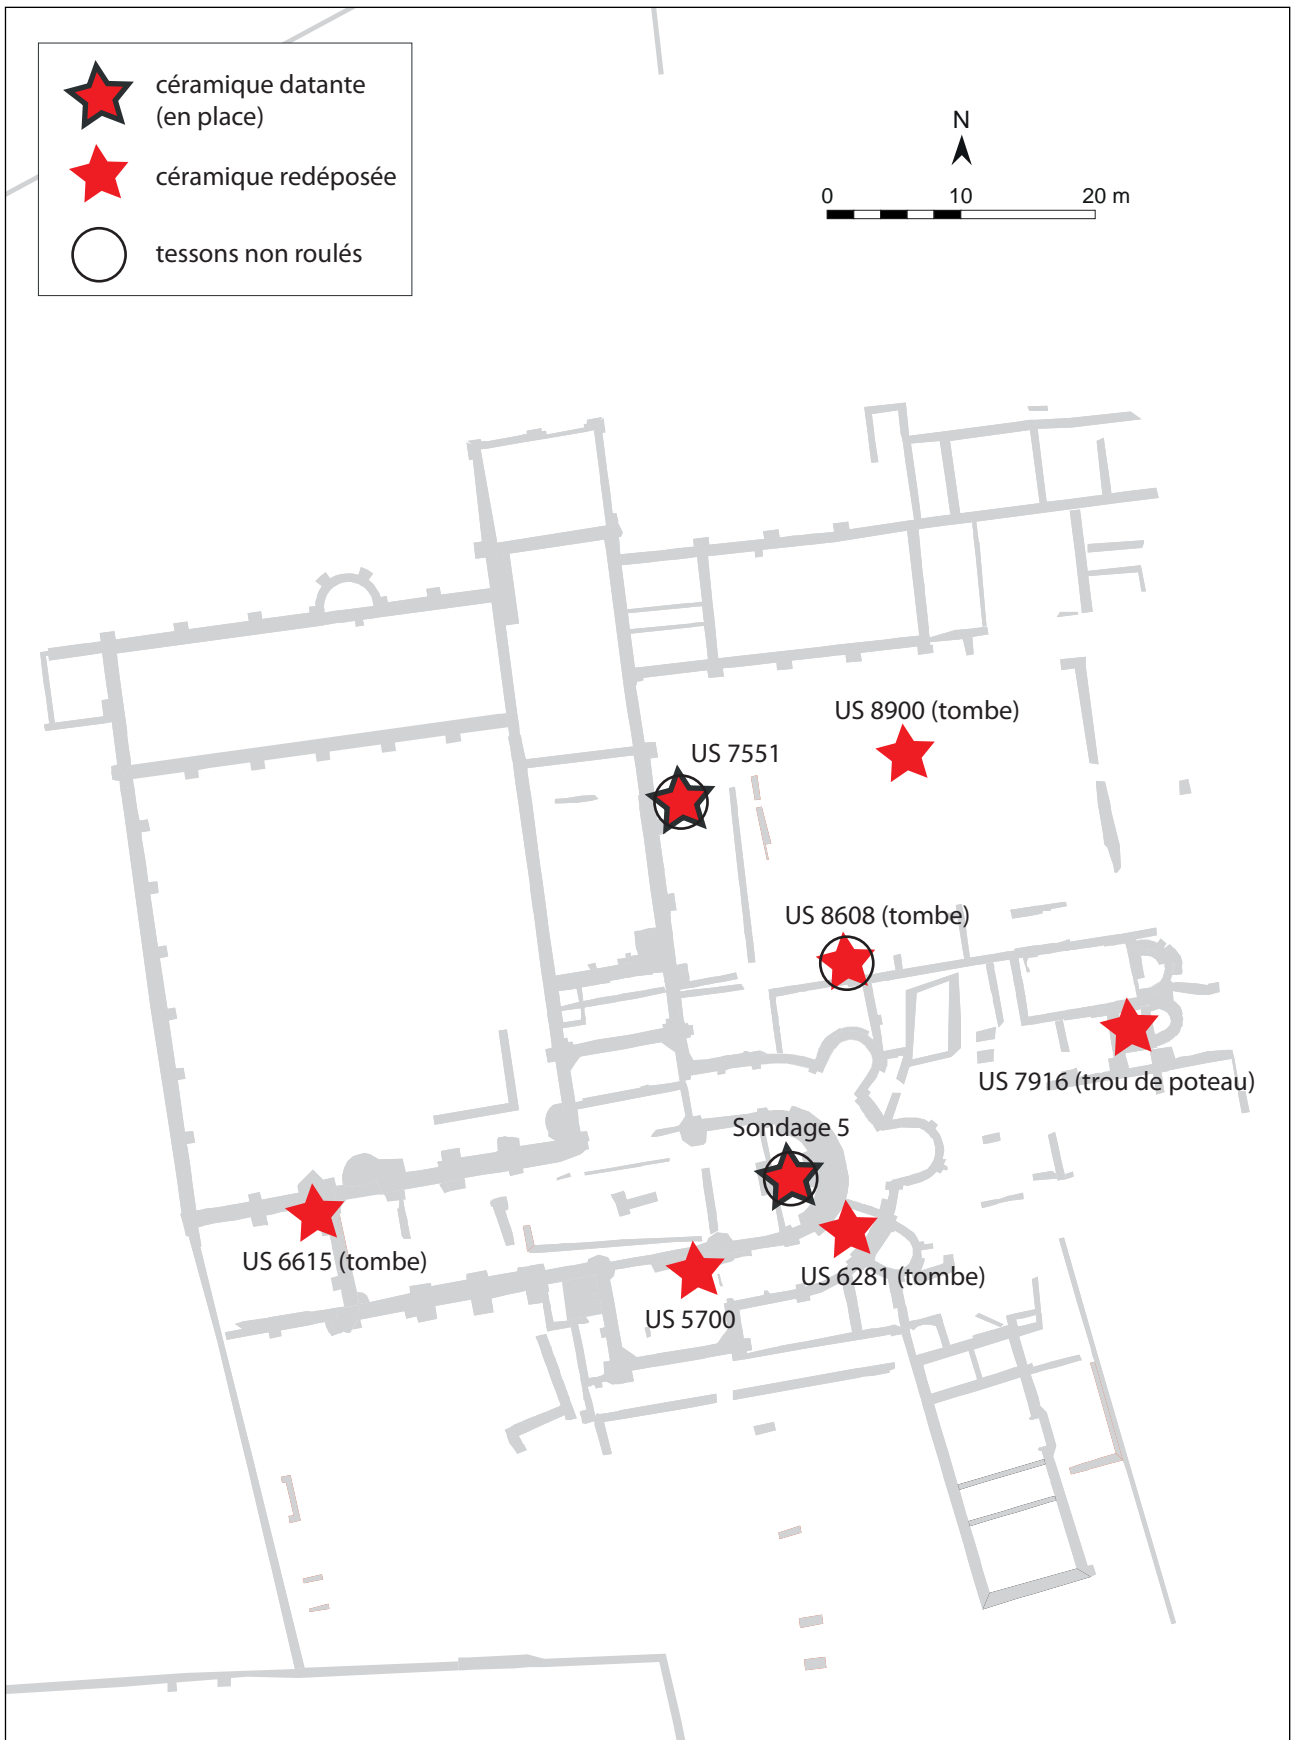 céramique datante
(en place)
céramique redéposée
tessons non roulés
N
0 10 20 m
US 8900 (tombe)
US 7551
US 8608 (tombe)
US 7916 (trou de poteau)
Sondage 5
US 6615 (tombe)
US 6281 (tombe)
US 5700